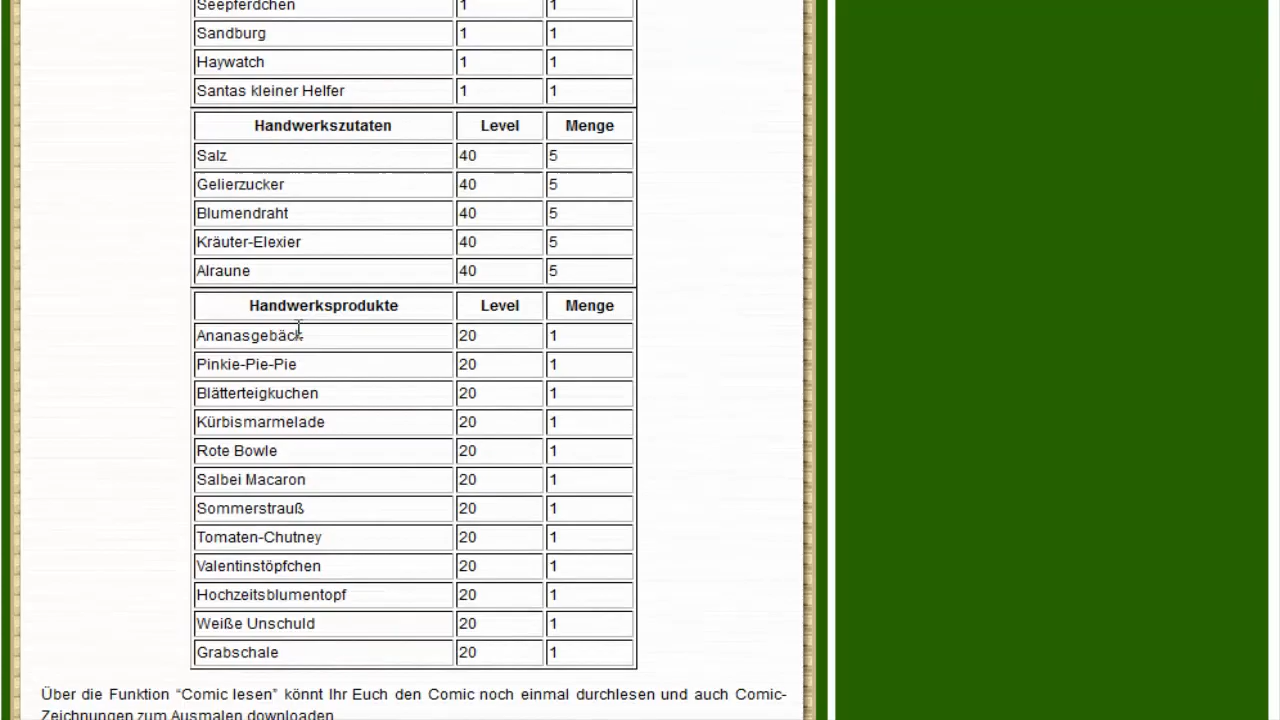 Seepferdchen 1 1
Sandburg 1 1
Haywatch 1 1
Santas kleiner Helfer 1 1
Handwerkszutaten Level Menge
Salz 40 5
Gelierzucker 40 5
Blumendraht 40 5
Kräuter-Elexier 40 5
Alraune 40 5
Handwerksprodukte Level Menge
Ananasgebäck 20 1
Pinkie-Pie-Pie 20 1
Blätterteigkuchen 20 1
Kürbismarmelade 20 1
Rote Bowle 20 1
Salbei Macaron 20 1
Sommerstrauß 20 1
Tomaten-Chutney 20 1
Valentinstöpfchen 20 1
Hochzeitsblumentopf 20 1
Weiße Unschuld 20 1
Grabschale 20 1
Über die Funktion “Comic lesen” könnt Ihr Euch den Comic noch einmal durchlesen und auch Comic-
Zeichnungen zum Ausmalen downloaden